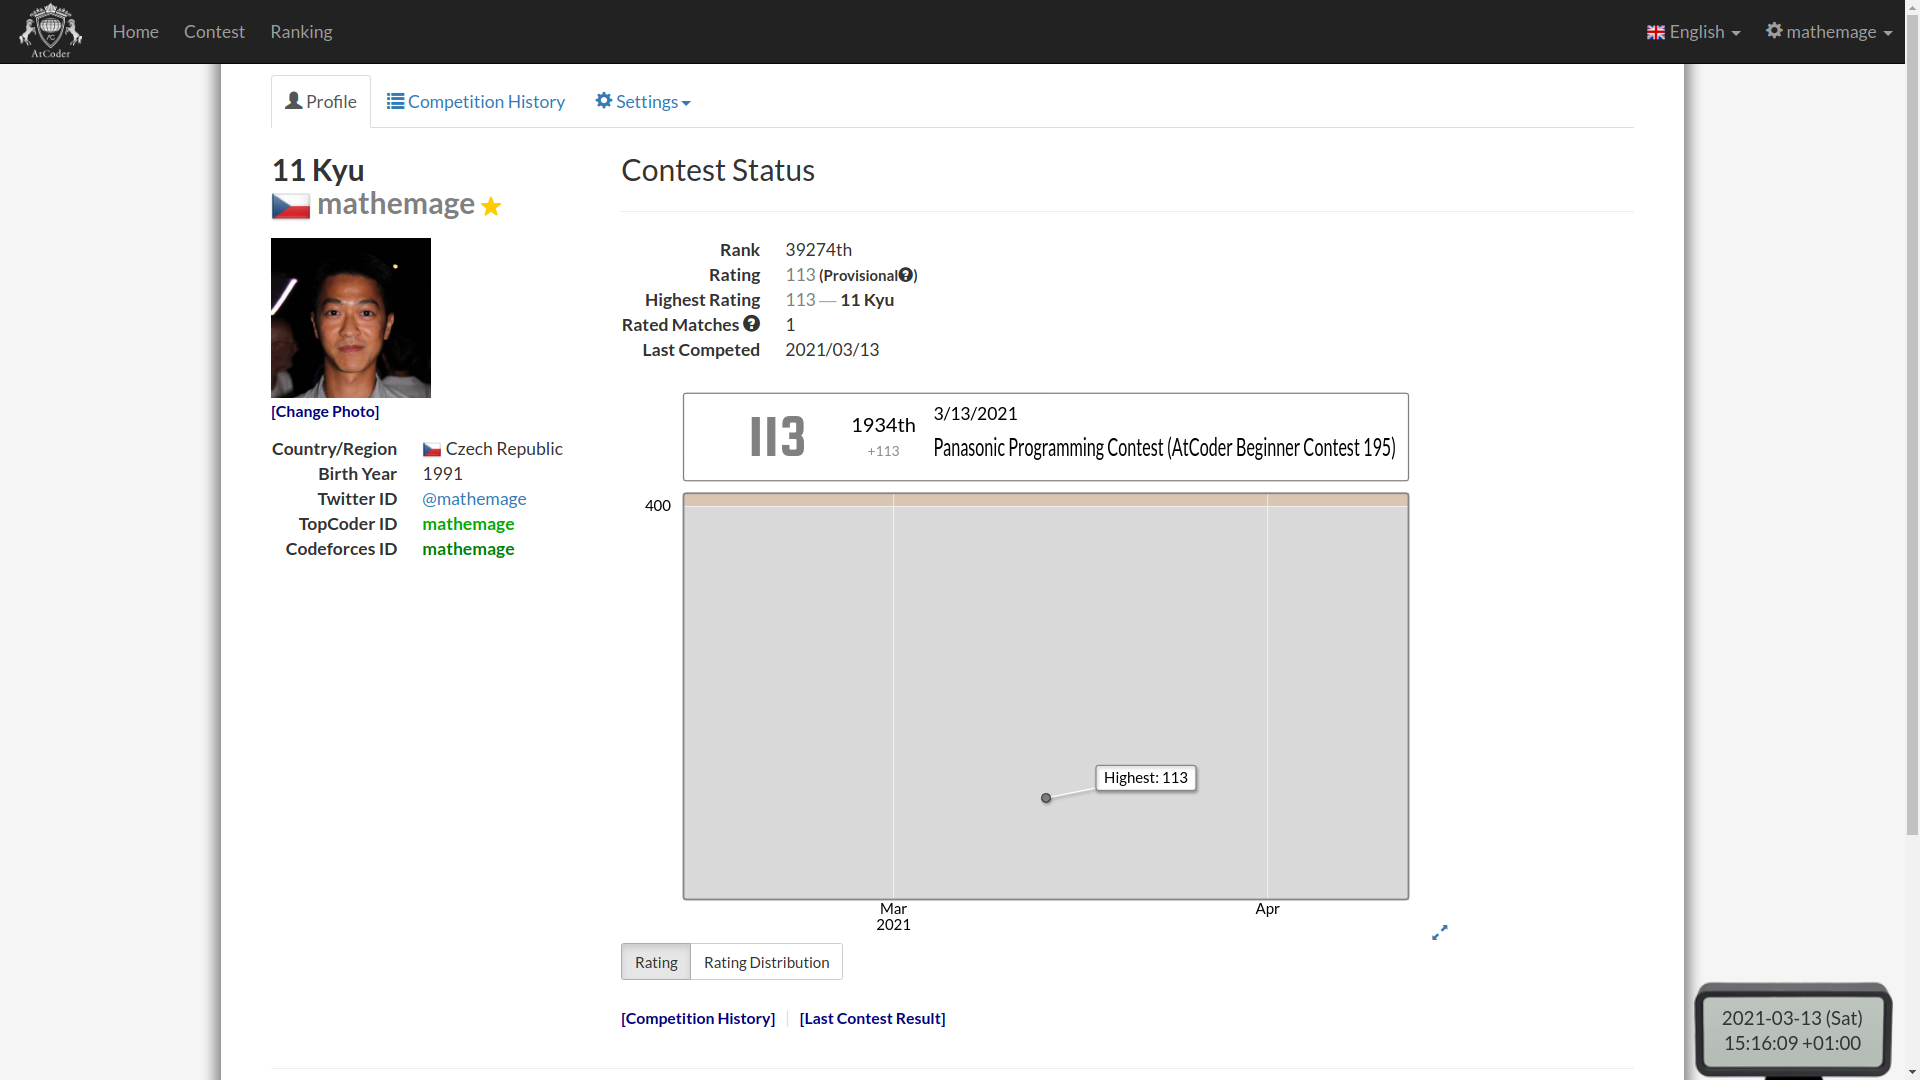 AtCoder
Home
Contest
Ranking
English
mathemage
Profile
Competition History
Settings
11 Kyu
mathemage
[Change Photo]
Country/Region Czech Republic
Birth Year 1991
Twitter ID @mathemage
TopCoder ID mathemage
Codeforces ID mathemage
Contest Status
Rank 39274th
Rating 113 (Provisional)
Highest Rating 113 ― 11 Kyu
Rated Matches 1
Last Competed 2021/03/13
113
1934th
+113
3/13/2021
Panasonic Programming Contest (AtCoder Beginner Contest 195)
400
Highest: 113
Mar
2021
Apr
Rating
Rating Distribution
[Competition History]
[Last Contest Result]
2021-03-13 (Sat)
15:16:09 +01:00